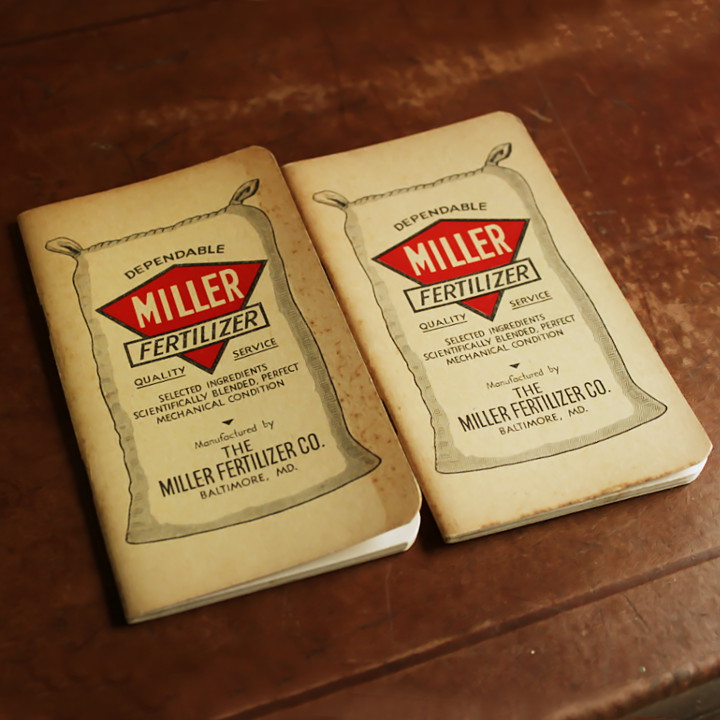 DEPENDABLE
MILLER
FERTILIZER
QUALITY SERVICE
SELECTED INGREDIENTS
SCIENTIFICALLY BLENDED, PERFECT
MECHANICAL CONDITION
Manufactured by
THE
MILLER FERTILIZER CO.
BALTIMORE, MD.
DEPENDABLE
MILLER
FERTILIZER
QUALITY SERVICE
SELECTED INGREDIENTS
SCIENTIFICALLY BLENDED, PERFECT
MECHANICAL CONDITION
Manufactured by
THE
MILLER FERTILIZER CO.
BALTIMORE, MD.